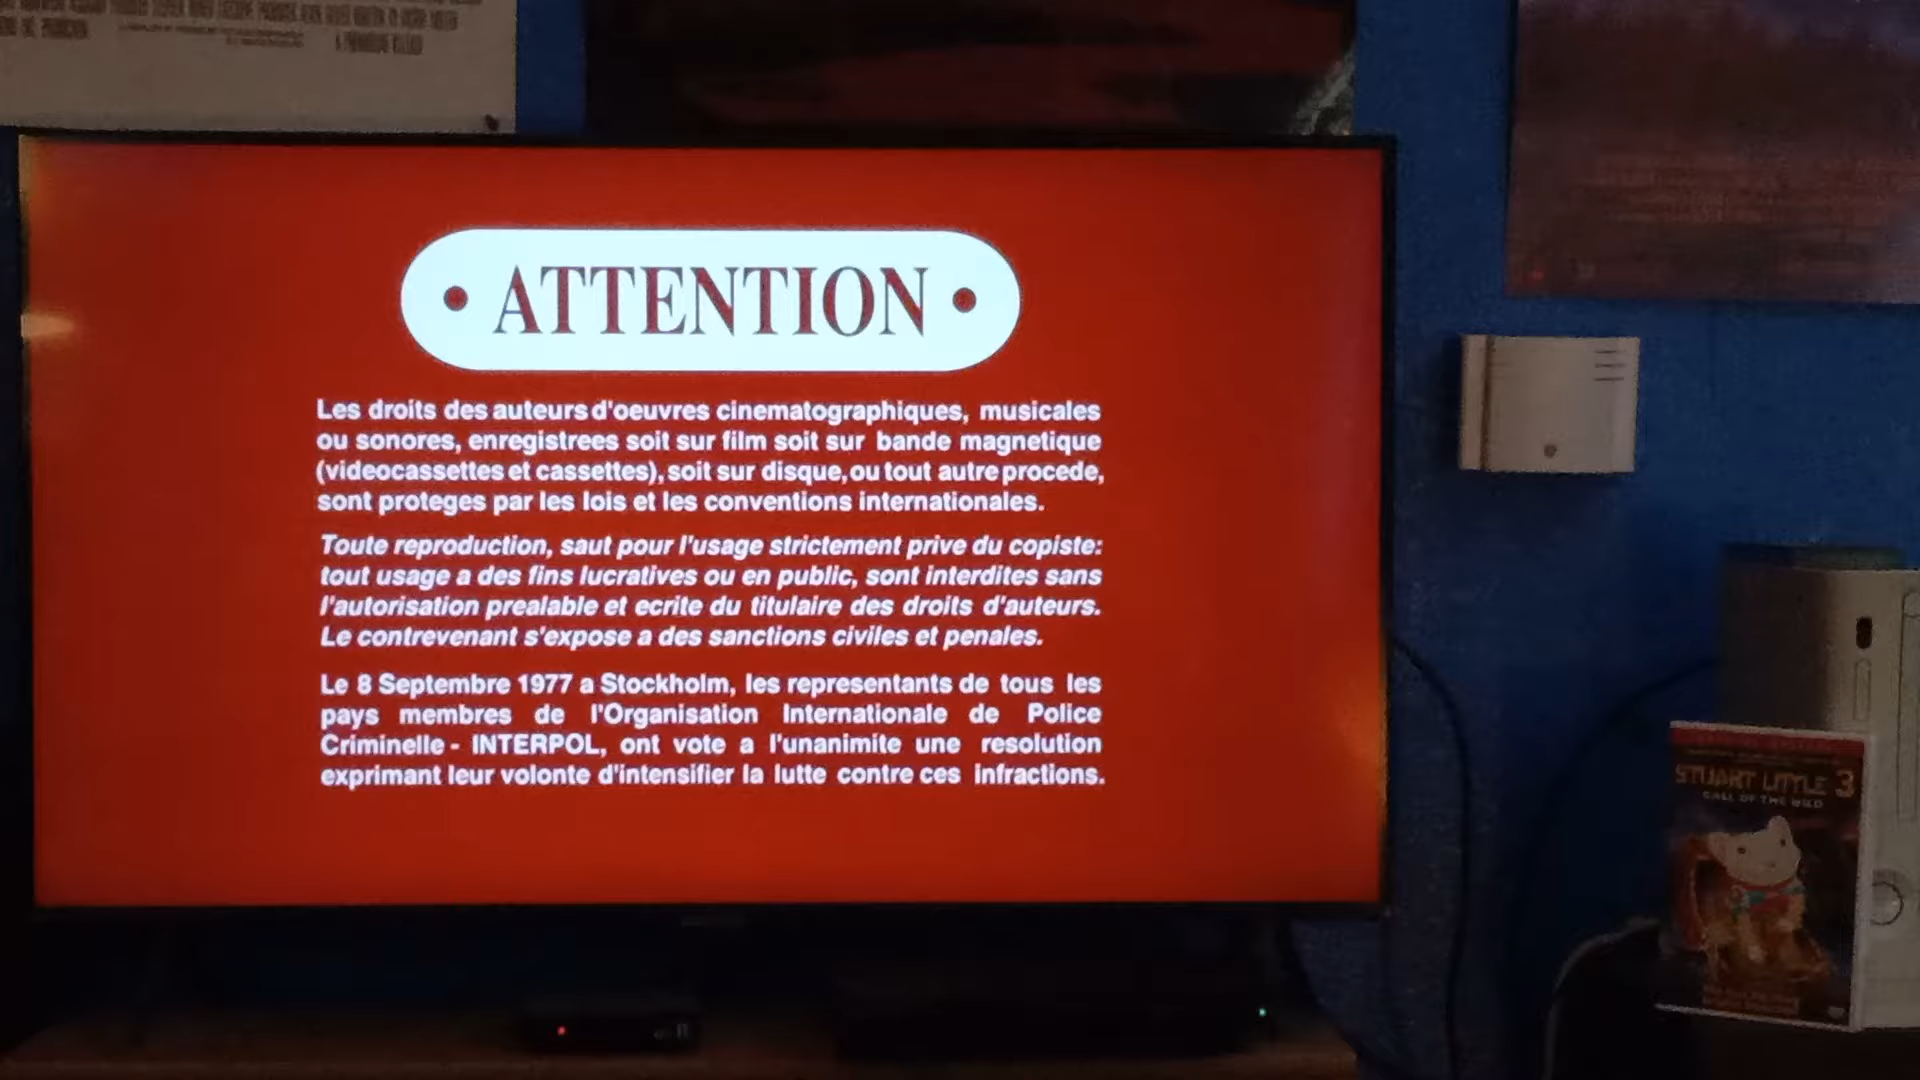 • ATTENTION •
Les droits des auteurs d'oeuvres cinematographiques, musicales
ou sonores, enregistrees soit sur film soit sur bande magnetique
(videocassettes et cassettes), soit sur disque, ou tout autre procede,
sont proteges par les lois et les conventions internationales.
Toute reproduction, saut pour l'usage strictement prive du copiste:
tout usage a des fins lucratives ou en public, sont interdites sans
l'autorisation prealable et ecrite du titulaire des droits d'auteurs.
Le contrevenant s'expose a des sanctions civiles et penales.
Le 8 Septembre 1977 a Stockholm, les representants de tous les
pays membres de l'Organisation Internationale de Police
Criminelle - INTERPOL, ont vote a l'unanimite une resolution
exprimant leur volonte d'intensifier la lutte contre ces infractions.
STUART LITTLE 3
CALL OF THE WILD